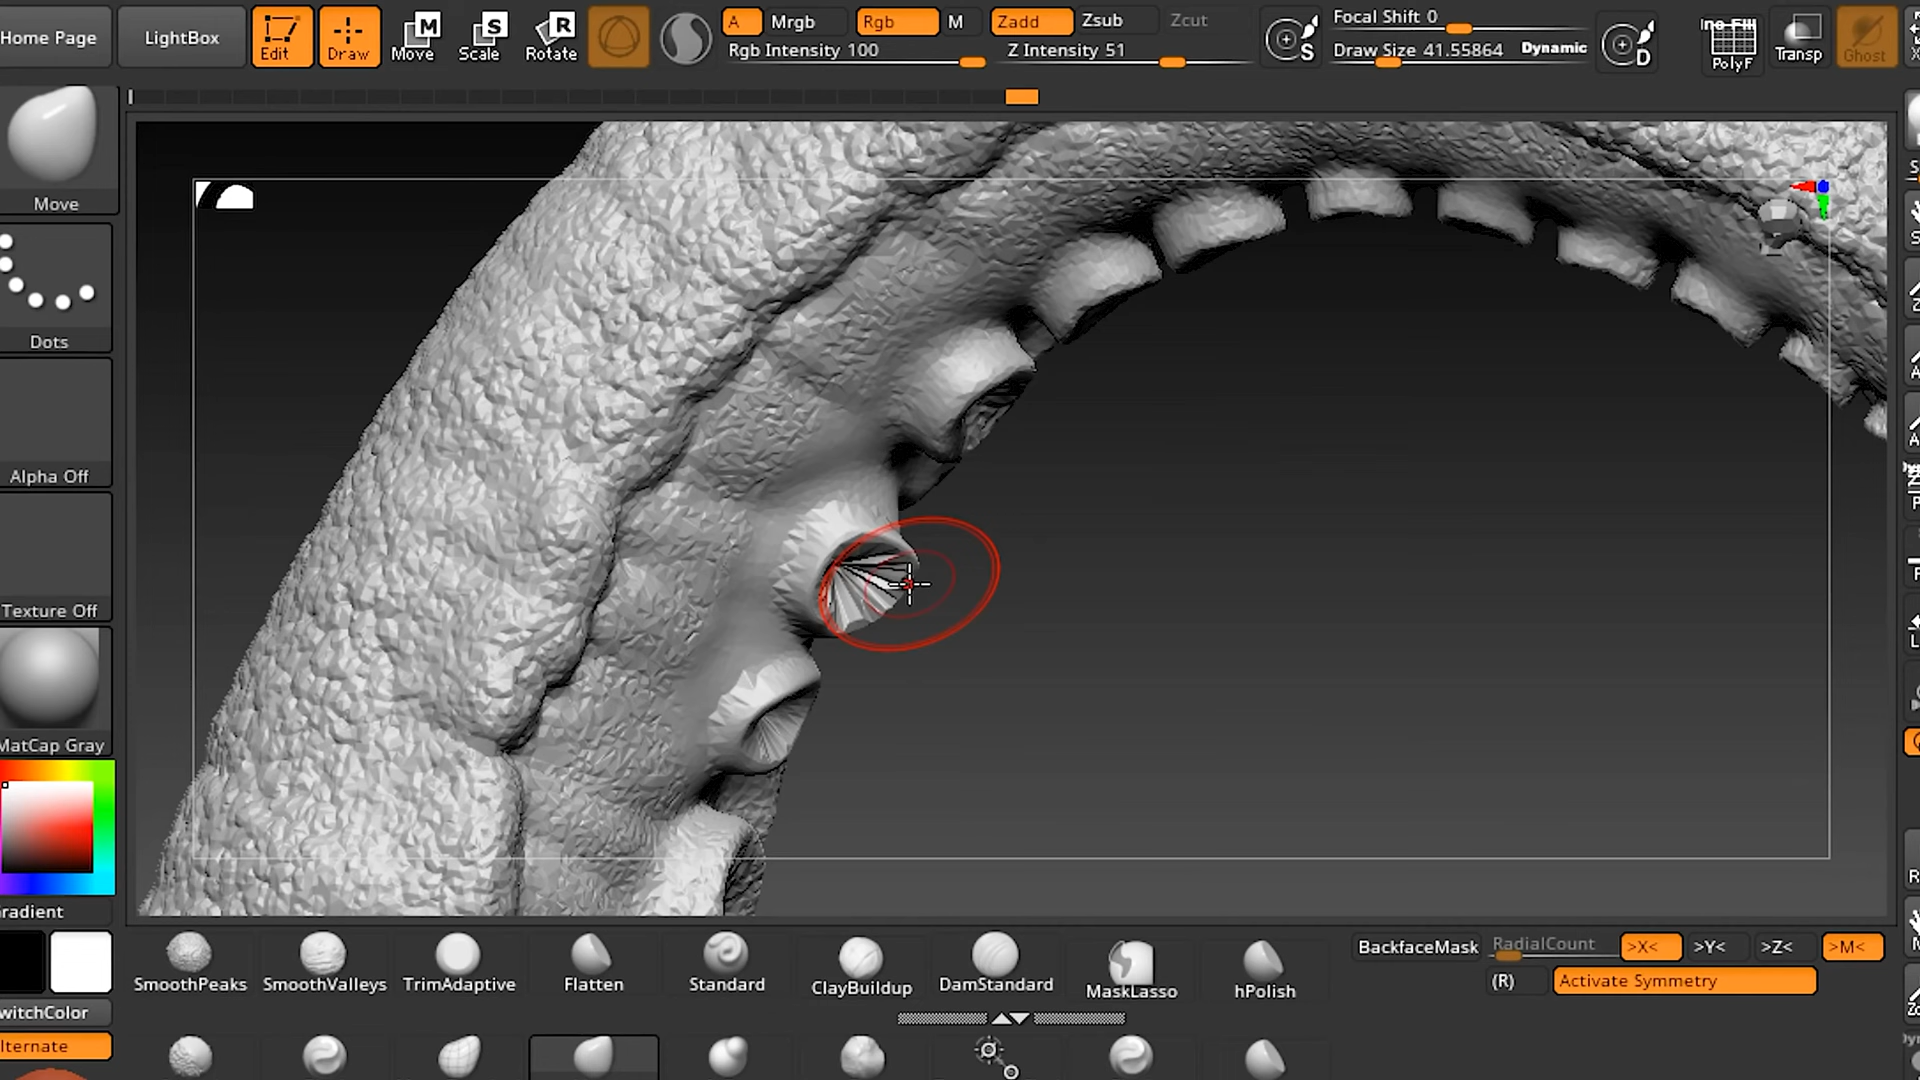 Home Page
LightBox
Edit
Draw
M
Move
S
Scale
R
Rotate
A
Mrgb
Rgb
M
Zadd
Zsub
Zcut
Rgb Intensity 100
Z Intensity 51
S
Focal Shift 0
Draw Size 41.55864
Dynamic
D
PolyF
Transp
Ghost
Move
Dots
Alpha Off
Texture Off
MatCap Gray
radient
witchColor
lternate
SmoothPeaks
SmoothValleys
TrimAdaptive
Flatten
Standard
ClayBuildup
DamStandard
MaskLasso
hPolish
BackfaceMask
RadialCount
>X<
>Y<
>Z<
>M<
(R)
Activate Symmetry